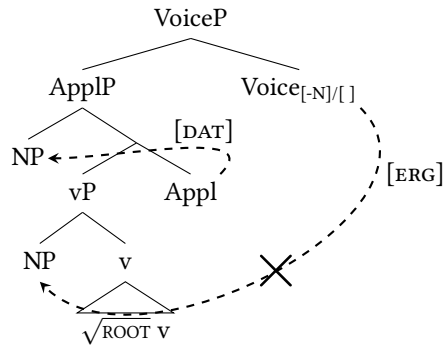 VoiceP
ApplP Voice[-N]/[ ]
[DAT]
NP
[ERG]
vP Appl
NP v
√ROOT v